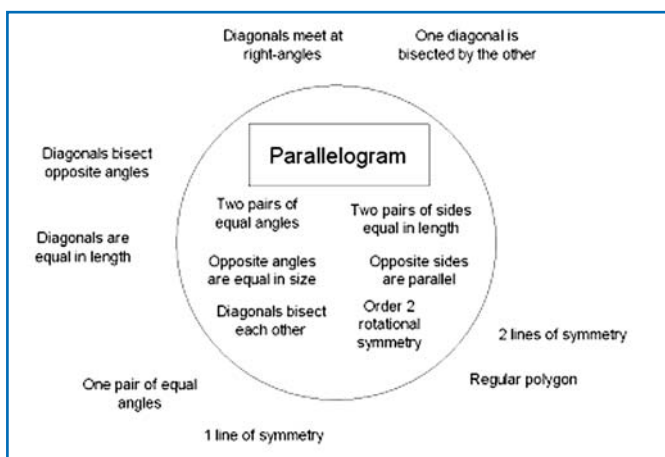 Diagonals meet at
right-angles
One diagonal is
bisected by the other
Parallelogram
Diagonals bisect
opposite angles
Two pairs of
equal angles
Two pairs of sides
equal in length
Diagonals are
equal in length
Opposite angles
are equal in size
Opposite sides
are parallel
Diagonals bisect
each other
Order 2
rotational
symmetry
2 lines of symmetry
Regular polygon
One pair of equal
angles
1 line of symmetry